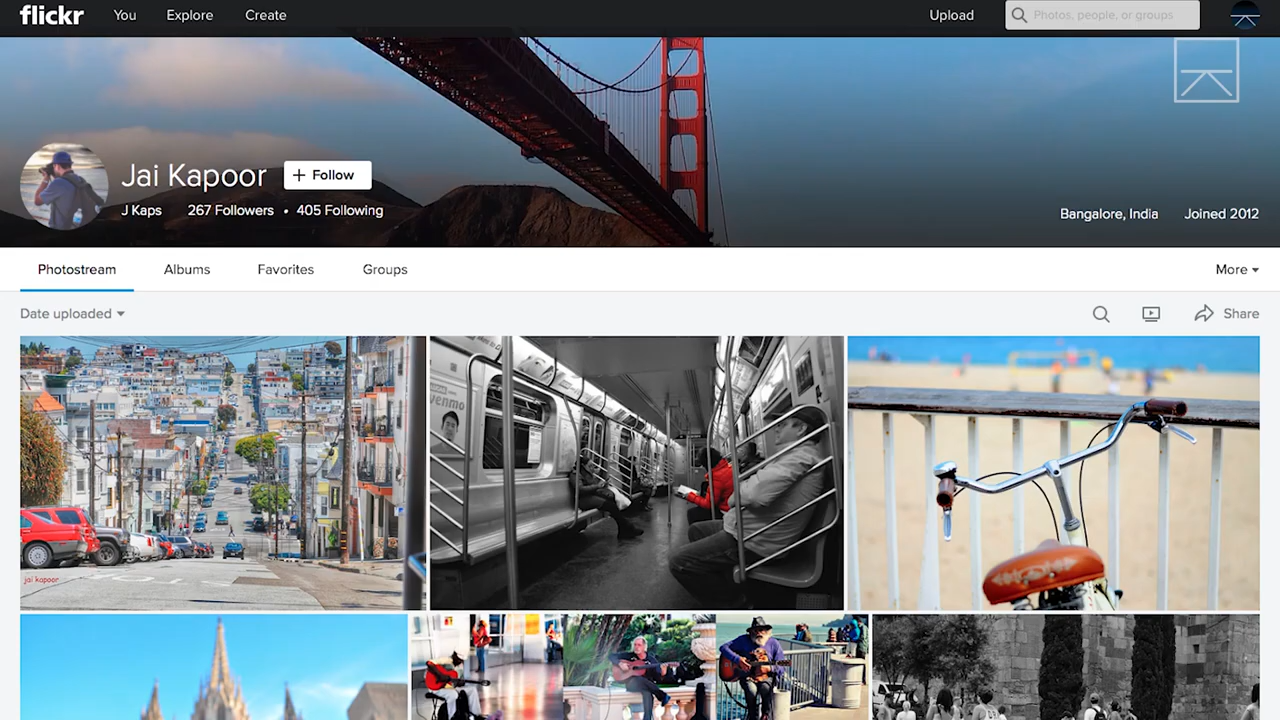 flickr You Explore Create Upload Photos, people, or groups
Jai Kapoor + Follow
J Kaps 267 Followers • 405 Following Bangalore, India Joined 2012
Photostream Albums Favorites Groups More
Date uploaded Share
venmo
jai kapoor